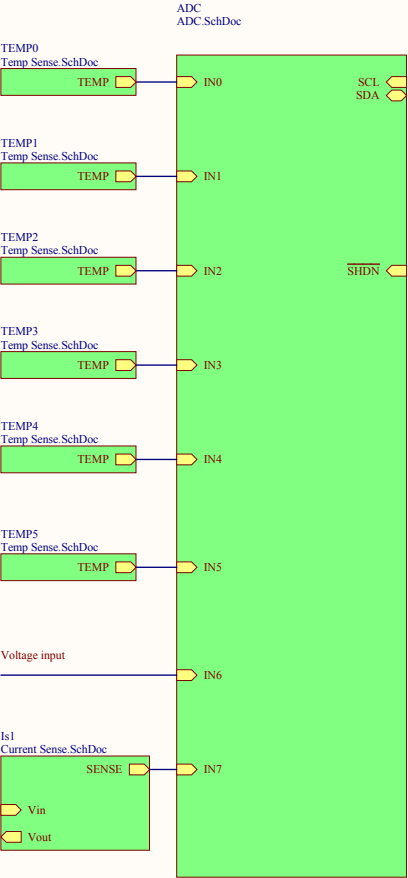 ADC
ADC.SchDoc
TEMP0
Temp Sense.SchDoc
TEMP
IN0
SCL
SDA
TEMP1
Temp Sense.SchDoc
TEMP
IN1
TEMP2
Temp Sense.SchDoc
TEMP
IN2
SHDN
TEMP3
Temp Sense.SchDoc
TEMP
IN3
TEMP4
Temp Sense.SchDoc
TEMP
IN4
TEMP5
Temp Sense.SchDoc
TEMP
IN5
Voltage input
IN6
Is1
Current Sense.SchDoc
SENSE
IN7
Vin
Vout